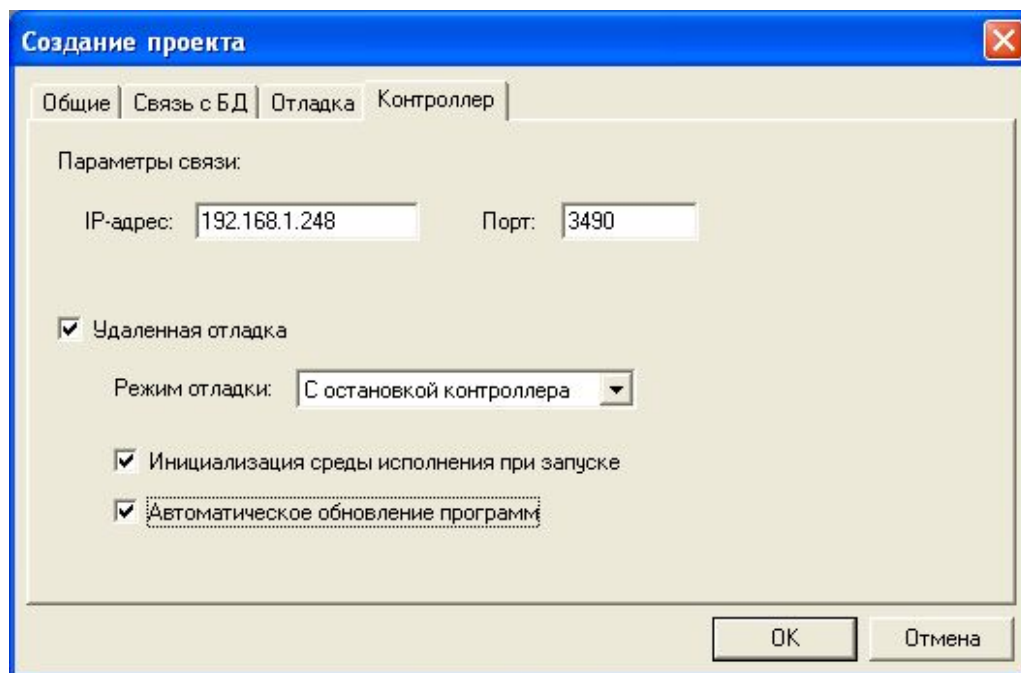 Создание проекта
Общие Связь с БД Отладка Контроллер
Параметры связи:
IP-адрес: 192.168.1.248 Порт: 3490
Удаленная отладка
Режим отладки: С остановкой контроллера
Инициализация среды исполнения при запуске
Автоматическое обновление программ
OK Отмена